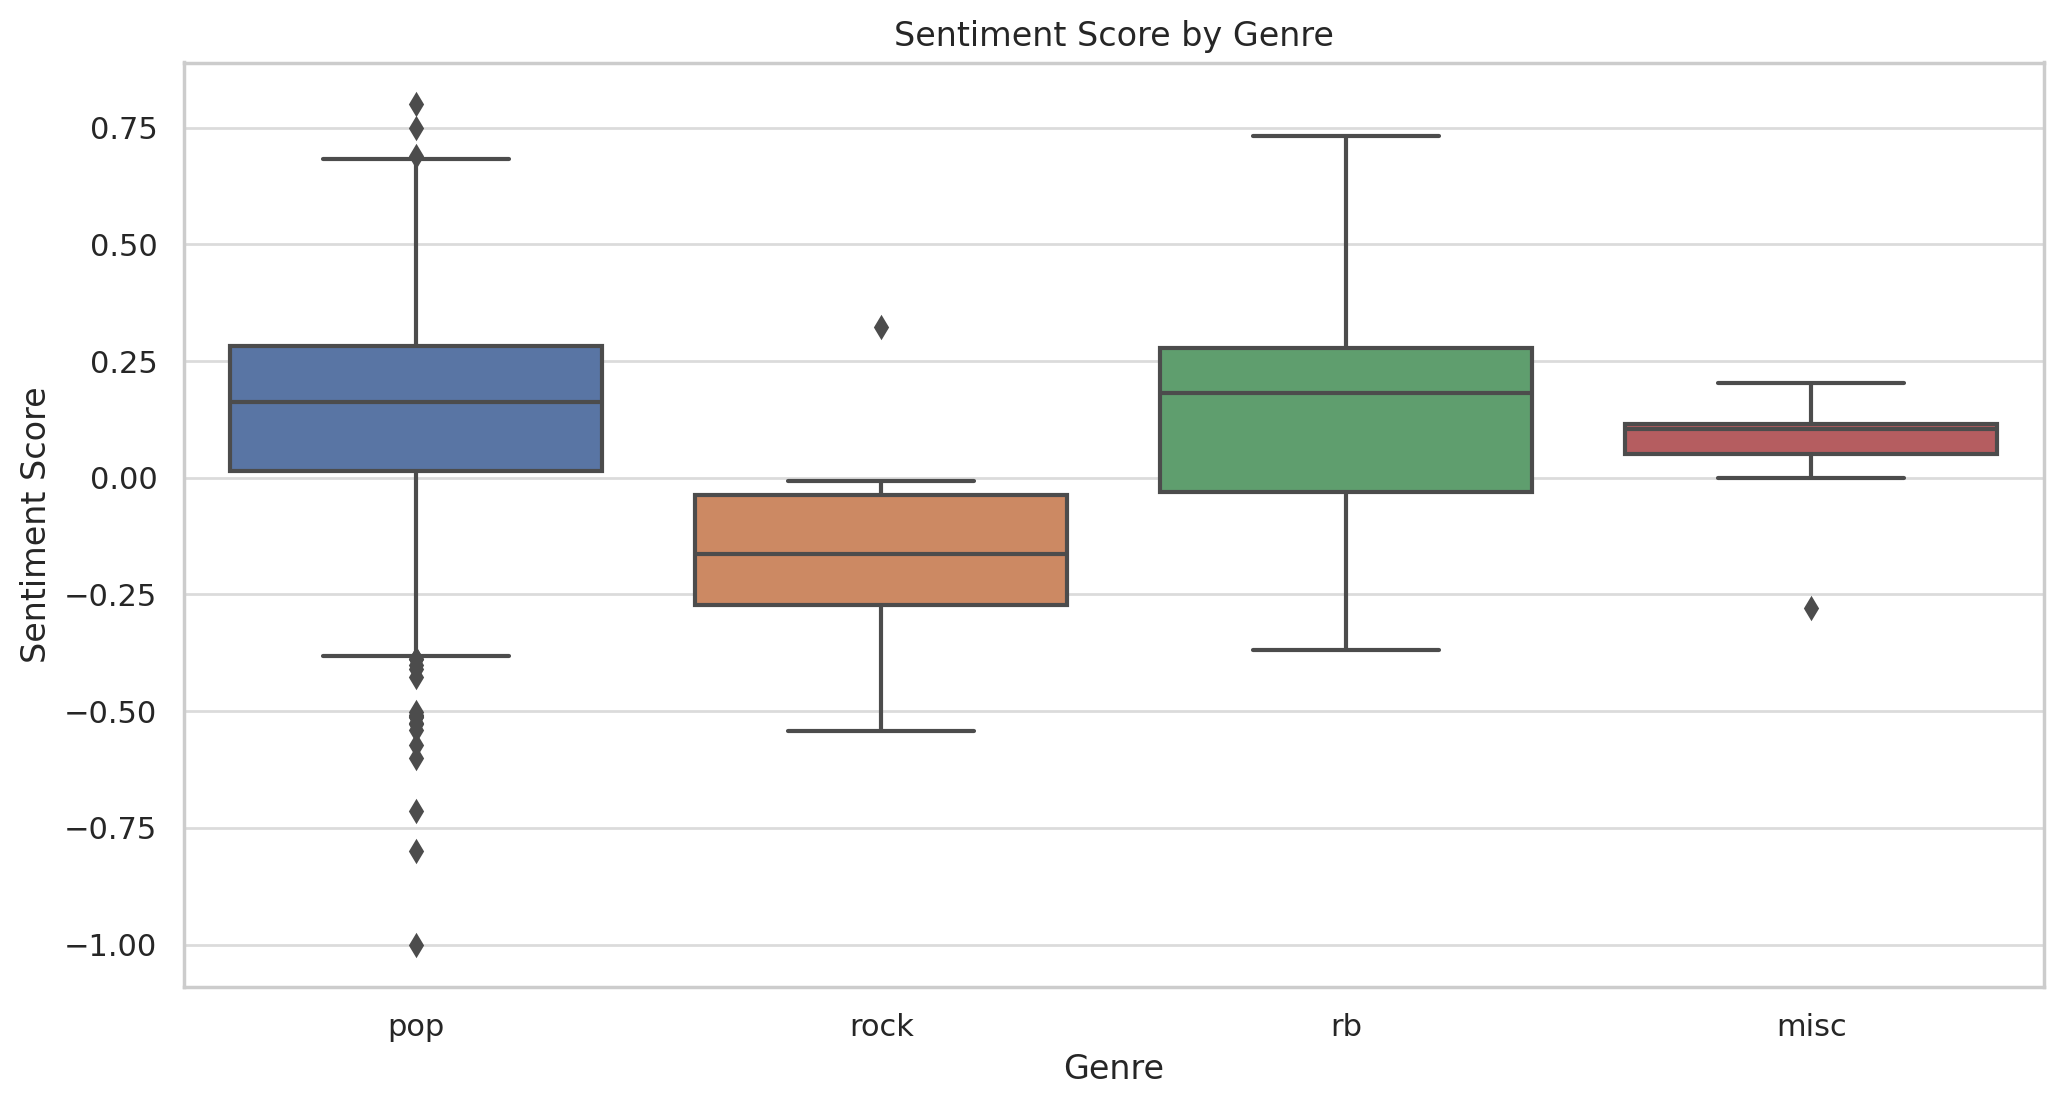 Sentiment Score by Genre
Sentiment Score
0.75
0.50
0.25
0.00
−0.25
−0.50
−0.75
−1.00
pop rock rb misc
Genre